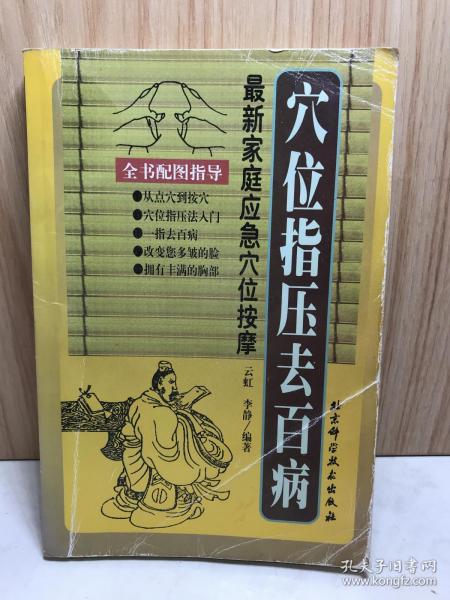 穴位指压去百病
最新家庭应急穴位按摩
全书配图指导
●从点穴到按穴
●穴位指压法入门
●一指去百病
●改变您多皱的脸
●拥有丰满的胸部
云虹 李静/编著
北京科学技术出版社
孔夫子旧书网
www.kongfz.com